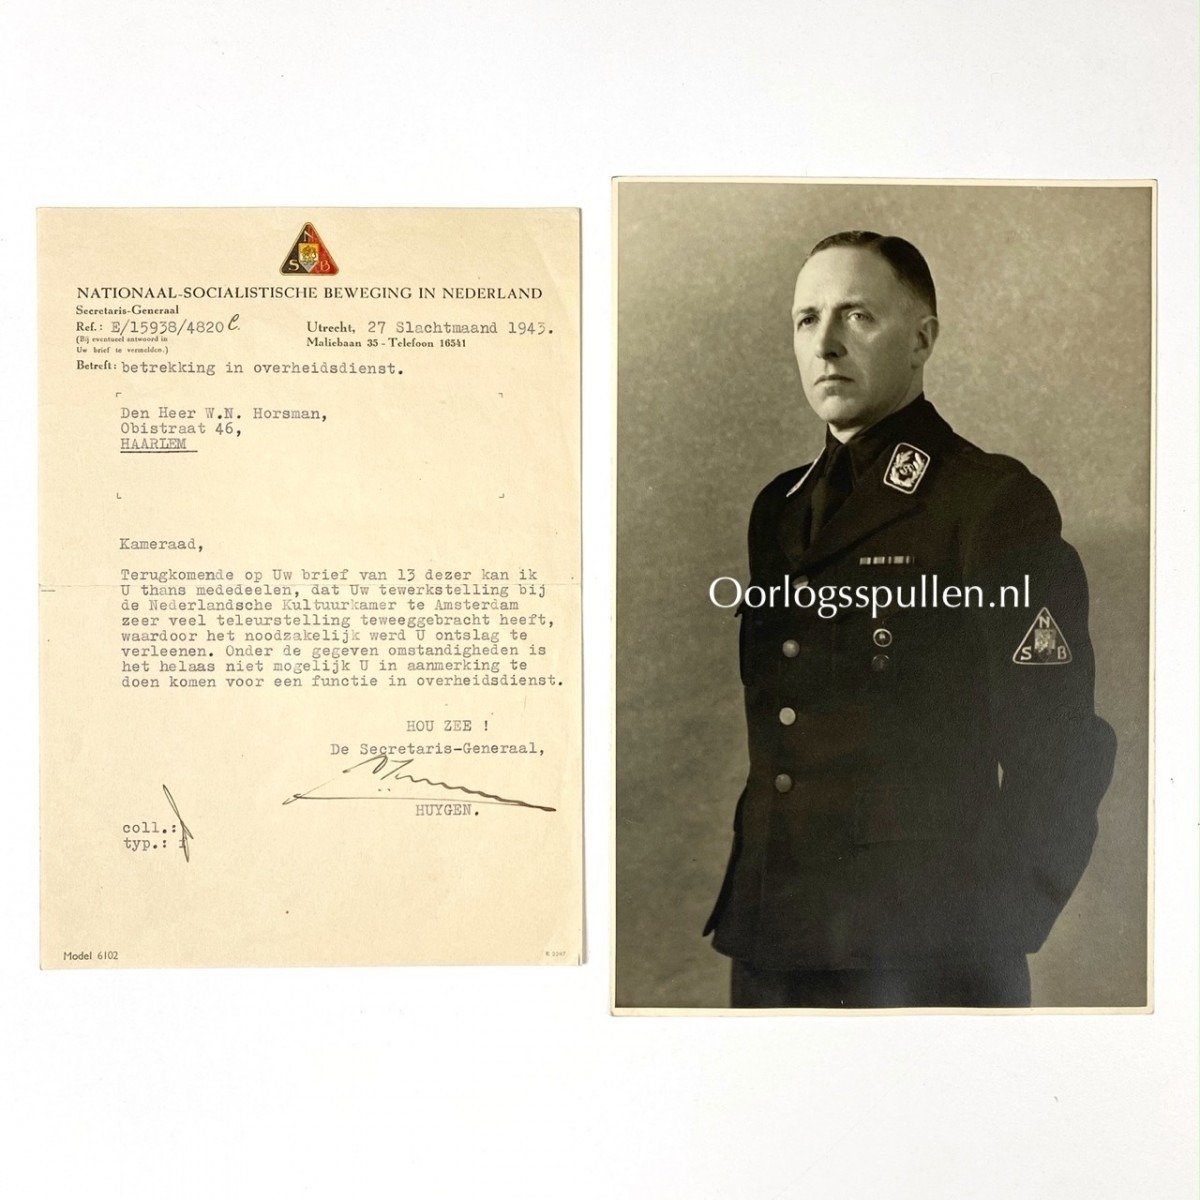 N
S B
NATIONAAL-SOCIALISTISCHE BEWEGING IN NEDERLAND
Secretaris-Generaal
Ref.: E/15938/4820 C.
(Bij eventueel antwoord in
Uw brief te vermelden.)
Utrecht, 27 Slachtmaand 1943.
Maliebaan 35 - Telefoon 16541
Betreft: betrekking in overheidsdienst.
Den Heer W.N. Horsman,
Obistraat 46,
HAARLEM
Kameraad,
Terugkomende op Uw brief van 13 dezer kan ik
U thans mededeelen, dat Uw tewerkstelling bij
de Nederlandsche Kultuurkamer te Amsterdam
zeer veel teleurstelling teweeggebracht heeft,
waardoor het noodzakelijk werd U ontslag te
verleenen. Onder de gegeven omstandigheden is
het helaas niet mogelijk U in aanmerking te
doen komen voor een functie in overheidsdienst.
HOU ZEE !
De Secretaris-Generaal,
HUYGEN.
coll.:
typ.:
Model 6102
Oorlogsspullen.nl
N
S B